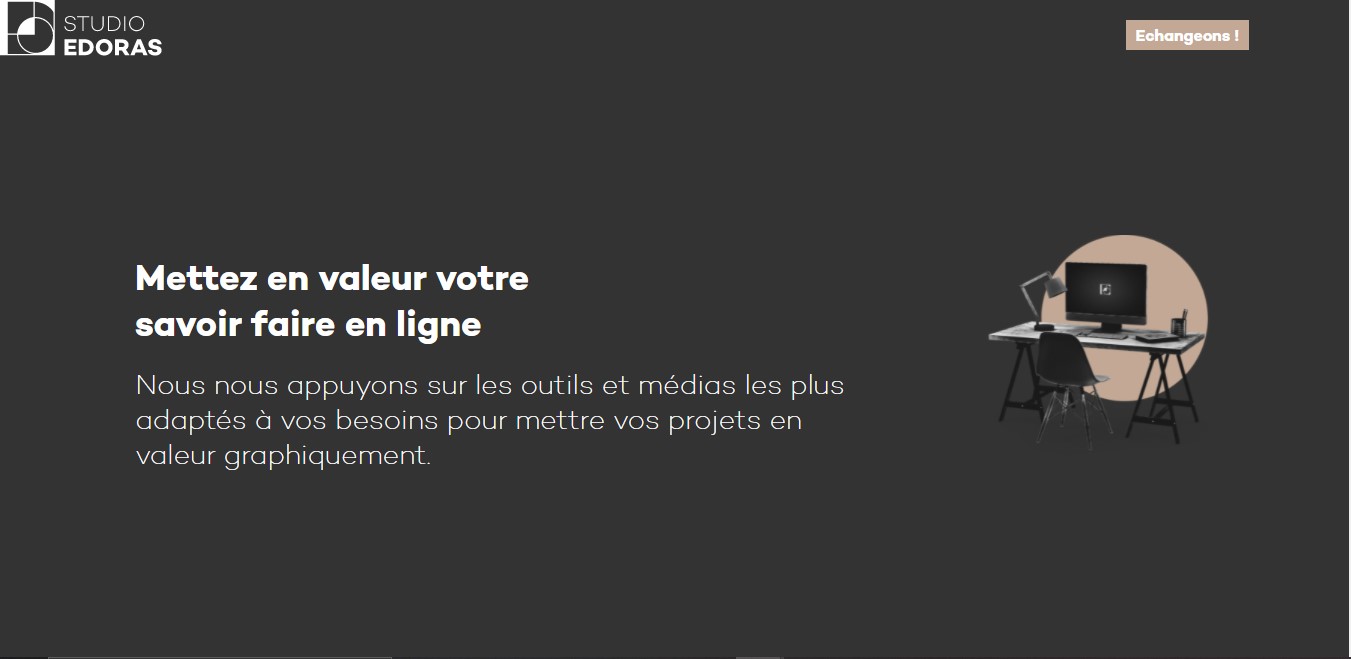 STUDIO
EDORAS
Echangeons !
Mettez en valeur votre
savoir faire en ligne
Nous nous appuyons sur les outils et médias les plus
adaptés à vos besoins pour mettre vos projets en
valeur graphiquement.